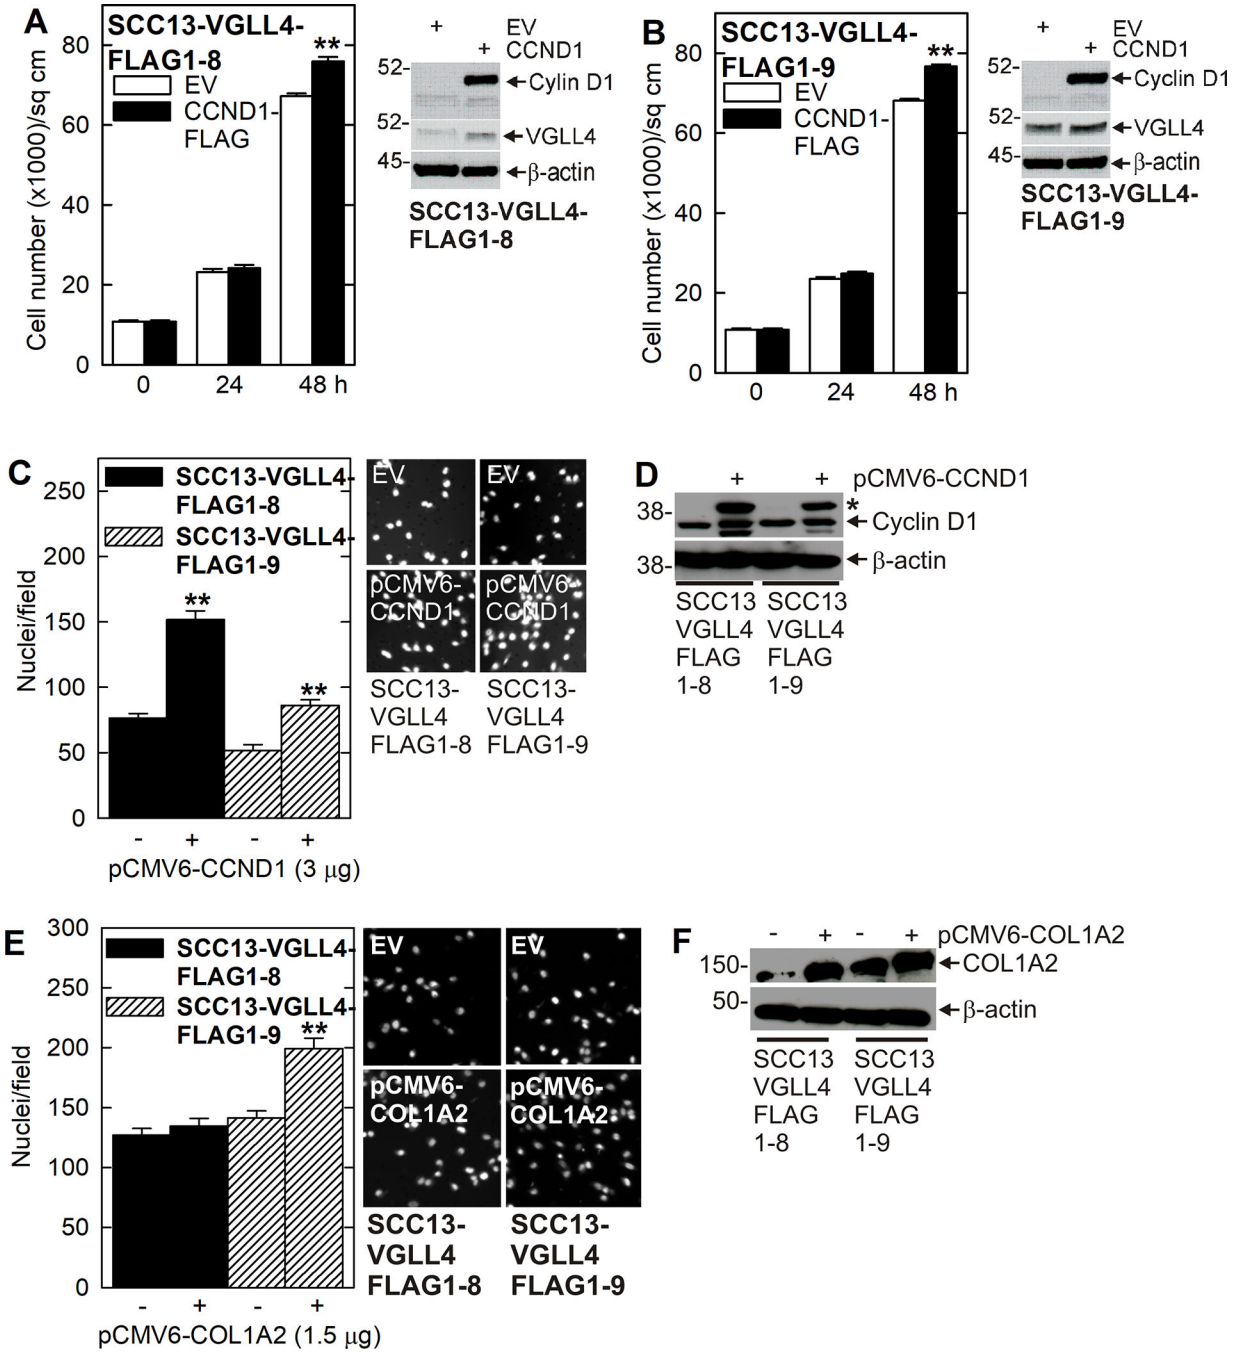 A
SCC13-VGLL4-
FLAG1-8
EV
CCND1-
FLAG
**
Cell number (x1000)/sq cm
80
60
40
20
0
0 24 48 h
+ EV
+ CCND1
52-
Cylin D1
52-
VGLL4
45-
β-actin
SCC13-VGLL4-
FLAG1-8
B
SCC13-VGLL4-
FLAG1-9
EV
CCND1-
FLAG
**
Cell number (x1000)/sq cm
80
60
40
20
0
0 24 48 h
+ EV
+ CCND1
52-
Cyclin D1
52-
VGLL4
45-
β-actin
SCC13-VGLL4-
FLAG1-9
C
SCC13-VGLL4-
FLAG1-8
SCC13-VGLL4-
FLAG1-9
** **
Nuclei/field
250
200
150
100
50
0
- + - +
pCMV6-CCND1 (3 μg)
EV EV
pCMV6-
CCND1
pCMV6-
CCND1
SCC13-
VGLL4
FLAG1-8
SCC13-
VGLL4
FLAG1-9
D
+ + pCMV6-CCND1
38-
*
Cyclin D1
38-
β-actin
SCC13
VGLL4
FLAG
1-8
SCC13
VGLL4
FLAG
1-9
E
SCC13-VGLL4-
FLAG1-8
SCC13-VGLL4-
FLAG1-9
**
Nuclei/field
300
250
200
150
100
50
0
- + - +
pCMV6-COL1A2 (1.5 μg)
EV EV
pCMV6-
COL1A2
pCMV6-
COL1A2
SCC13-
VGLL4
FLAG1-8
SCC13-
VGLL4
FLAG1-9
F
- + - + pCMV6-COL1A2
150-
COL1A2
50-
β-actin
SCC13
VGLL4
FLAG
1-8
SCC13
VGLL4
FLAG
1-9